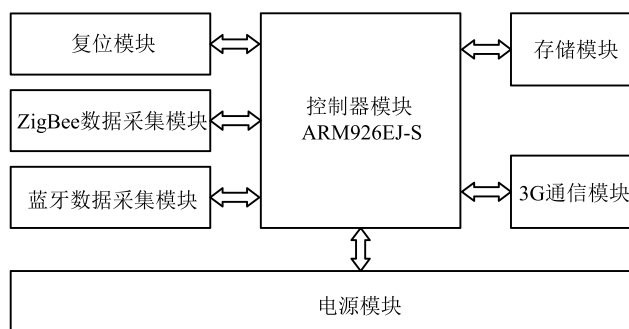 复位模块
ZigBee数据采集模块
蓝牙数据采集模块
控制器模块
ARM926EJ-S
存储模块
3G通信模块
电源模块